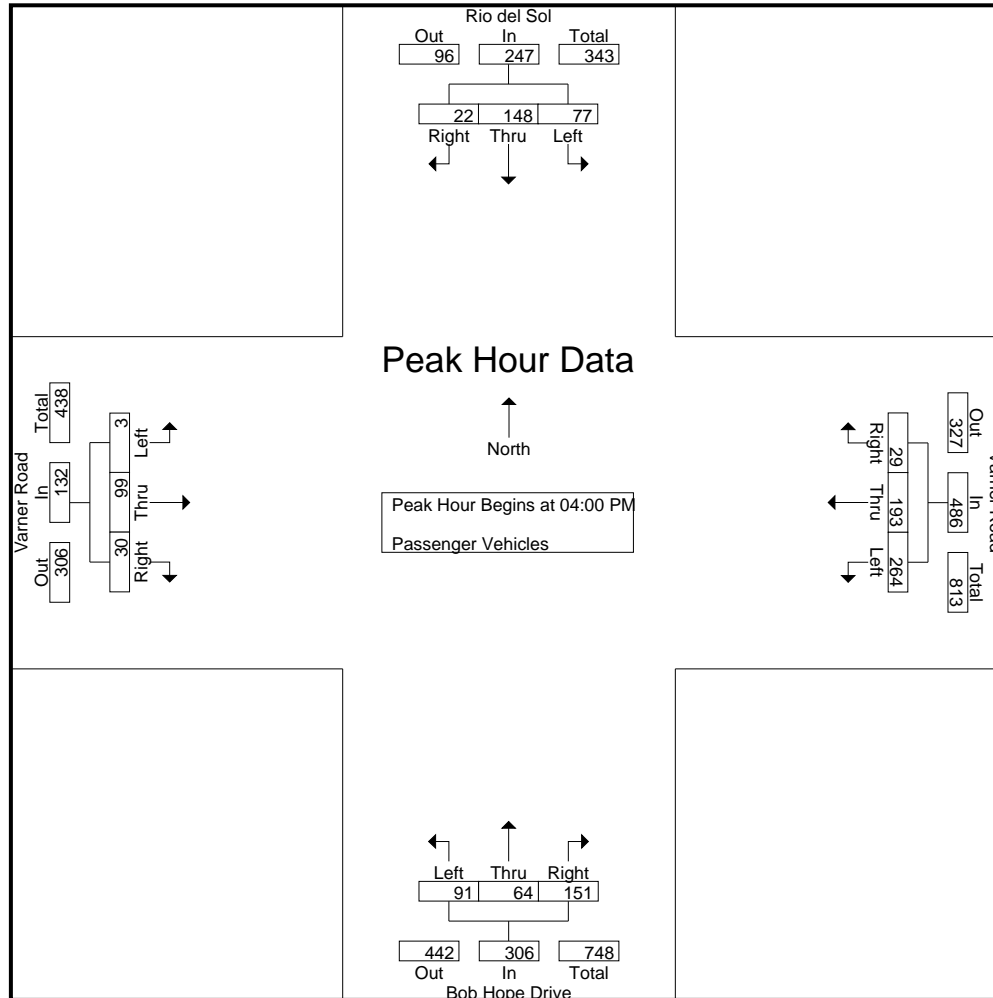 Rio del Sol
Out In Total
96 247 343
22 148 77
Right Thru Left
Peak Hour Data
North
Peak Hour Begins at 04:00 PM
Passenger Vehicles
Varner Road
Total In Out
438 132 306
3 99 30
Left Thru Right
Varner Road
Out In Total
327 486 813
29 193 264
Right Thru Left
Left Thru Right
91 64 151
442 306 748
Out In Total
Bob Hope Drive